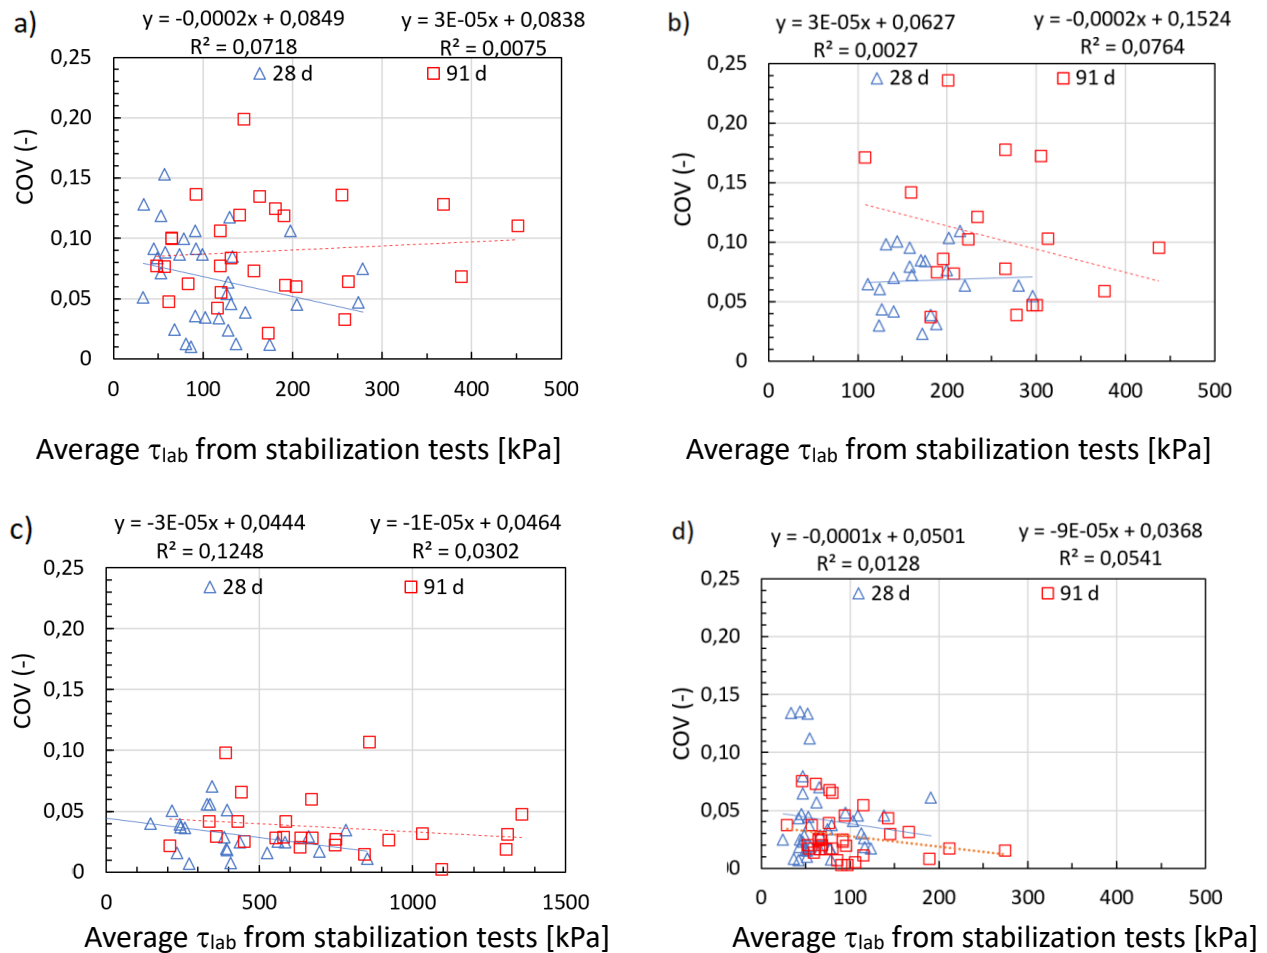 a)
y = -0,0002x + 0,0849
R² = 0,0718
y = 3E-05x + 0,0838
R² = 0,0075
28 d
91 d
0,25
0,20
0,15
0,10
0,05
0
COV (-)
0 100 200 300 400 500
Average τlab from stabilization tests [kPa]
b)
y = 3E-05x + 0,0627
R² = 0,0027
y = -0,0002x + 0,1524
R² = 0,0764
28 d
91 d
0,25
0,20
0,15
0,10
0,05
0
COV (-)
0 100 200 300 400 500
Average τlab from stabilization tests [kPa]
c)
y = -3E-05x + 0,0444
R² = 0,1248
y = -1E-05x + 0,0464
R² = 0,0302
28 d
91 d
0,25
0,20
0,15
0,10
0,05
0
COV (-)
0 500 1000 1500
Average τlab from stabilization tests [kPa]
d)
y = -0,0001x + 0,0501
R² = 0,0128
y = -9E-05x + 0,0368
R² = 0,0541
28 d
91 d
0,25
0,20
0,15
0,10
0,05
00
COV (-)
0 100 200 300 400 500
Average τlab from stabilization tests [kPa]